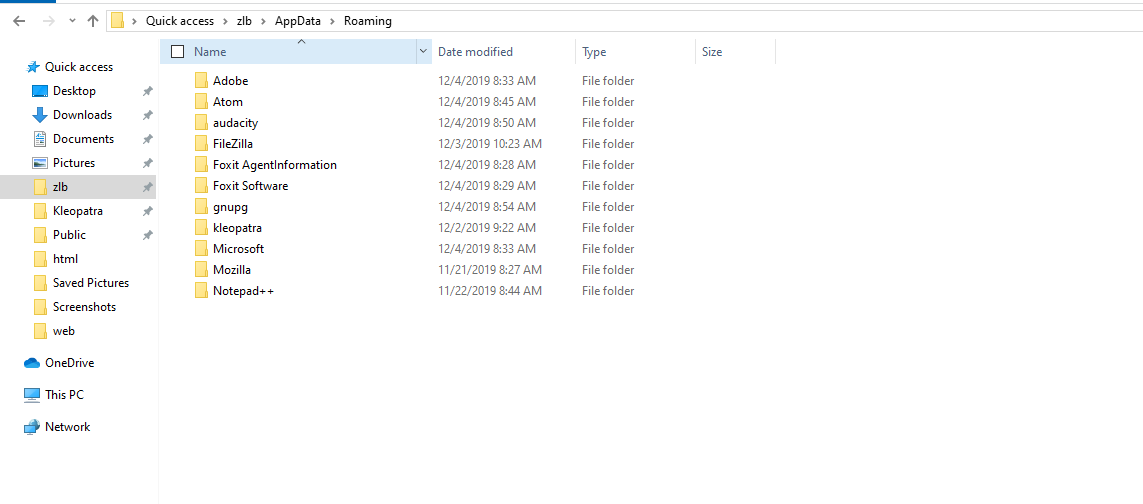 Quick access > zlb > AppData > Roaming
Name Date modified Type Size
Quick access
Desktop
Downloads
Documents
Pictures
zlb
Kleopatra
Public
html
Saved Pictures
Screenshots
web
OneDrive
This PC
Network
Adobe 12/4/2019 8:33 AM File folder
Atom 12/4/2019 8:45 AM File folder
audacity 12/4/2019 8:50 AM File folder
FileZilla 12/3/2019 10:23 AM File folder
Foxit AgentInformation 12/4/2019 8:28 AM File folder
Foxit Software 12/4/2019 8:29 AM File folder
gnupg 12/4/2019 8:54 AM File folder
kleopatra 12/2/2019 9:22 AM File folder
Microsoft 12/4/2019 8:33 AM File folder
Mozilla 11/21/2019 8:27 AM File folder
Notepad++ 11/22/2019 8:44 AM File folder